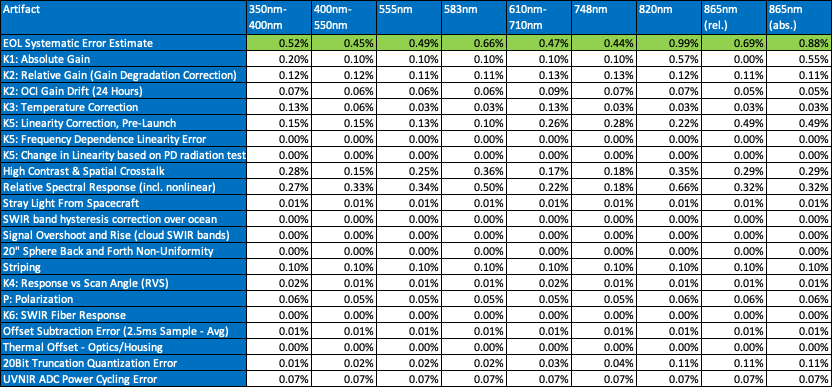 Artifact 350nm-400nm 400nm-550nm 555nm 583nm 610nm-710nm 748nm 820nm 865nm (rel.) 865nm (abs.)
EOL Systematic Error Estimate 0.52% 0.45% 0.49% 0.66% 0.47% 0.44% 0.99% 0.69% 0.88%
K1: Absolute Gain 0.20% 0.10% 0.10% 0.10% 0.10% 0.10% 0.57% 0.00% 0.55%
K2: Relative Gain (Gain Degradation Correction) 0.12% 0.12% 0.11% 0.11% 0.13% 0.13% 0.12% 0.11% 0.11%
K2: OCI Gain Drift (24 Hours) 0.07% 0.06% 0.06% 0.06% 0.09% 0.07% 0.07% 0.05% 0.05%
K3: Temperature Correction 0.13% 0.06% 0.03% 0.03% 0.03% 0.03% 0.03% 0.03% 0.03%
K5: Linearity Correction, Pre-Launch 0.15% 0.15% 0.13% 0.10% 0.26% 0.28% 0.22% 0.49% 0.49%
K5: Frequency Dependence Linearity Error 0.00% 0.00% 0.00% 0.00% 0.00% 0.00% 0.00% 0.00% 0.00%
K5: Change in Linearity based on PD radiation test 0.00% 0.00% 0.00% 0.00% 0.00% 0.00% 0.00% 0.00% 0.00%
High Contrast & Spatial Crosstalk 0.28% 0.15% 0.25% 0.36% 0.17% 0.18% 0.35% 0.29% 0.29%
Relative Spectral Response (incl. nonlinear) 0.27% 0.33% 0.34% 0.50% 0.22% 0.18% 0.66% 0.32% 0.32%
Stray Light From Spacecraft 0.01% 0.01% 0.01% 0.01% 0.01% 0.01% 0.01% 0.01% 0.01%
SWIR band hysteresis correction over ocean 0.00% 0.00% 0.00% 0.00% 0.00% 0.00% 0.00% 0.00% 0.00%
Signal Overshoot and Rise (cloud SWIR bands) 0.00% 0.00% 0.00% 0.00% 0.00% 0.00% 0.00% 0.00% 0.00%
20" Sphere Back and Forth Non-Uniformity 0.00% 0.00% 0.00% 0.00% 0.00% 0.00% 0.00% 0.00% 0.00%
Striping 0.10% 0.10% 0.10% 0.10% 0.10% 0.10% 0.10% 0.10% 0.10%
K4: Response vs Scan Angle (RVS) 0.02% 0.01% 0.01% 0.01% 0.02% 0.01% 0.01% 0.01% 0.01%
P: Polarization 0.06% 0.05% 0.05% 0.05% 0.05% 0.05% 0.06% 0.06% 0.06%
K6: SWIR Fiber Response 0.00% 0.00% 0.00% 0.00% 0.00% 0.00% 0.00% 0.00% 0.00%
Offset Subtraction Error (2.5ms Sample - Avg) 0.01% 0.01% 0.01% 0.01% 0.01% 0.01% 0.01% 0.01% 0.01%
Thermal Offset - Optics/Housing 0.00% 0.00% 0.00% 0.00% 0.00% 0.00% 0.00% 0.00% 0.00%
20Bit Truncation Quantization Error 0.01% 0.02% 0.02% 0.02% 0.03% 0.04% 0.11% 0.11% 0.11%
UVNIR ADC Power Cycling Error 0.07% 0.07% 0.07% 0.07% 0.07% 0.07% 0.07% 0.07% 0.07%